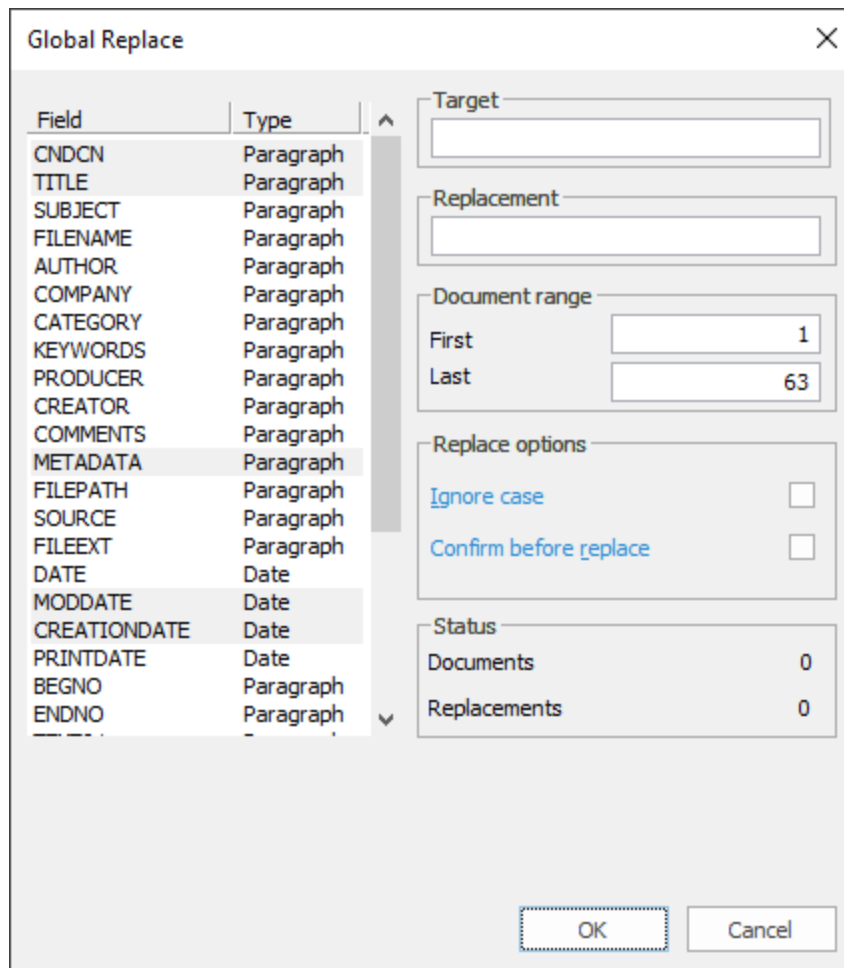 Global Replace
Field Type
CNDCN Paragraph
TITLE Paragraph
SUBJECT Paragraph
FILENAME Paragraph
AUTHOR Paragraph
COMPANY Paragraph
CATEGORY Paragraph
KEYWORDS Paragraph
PRODUCER Paragraph
CREATOR Paragraph
COMMENTS Paragraph
METADATA Paragraph
FILEPATH Paragraph
SOURCE Paragraph
FILEEXT Paragraph
DATE Date
MODDATE Date
CREATIONDATE Date
PRINTDATE Date
BEGNO Paragraph
ENDNO Paragraph
Target
Replacement
Document range
First 1
Last 63
Replace options
Ignore case
Confirm before replace
Status
Documents 0
Replacements 0
OK Cancel